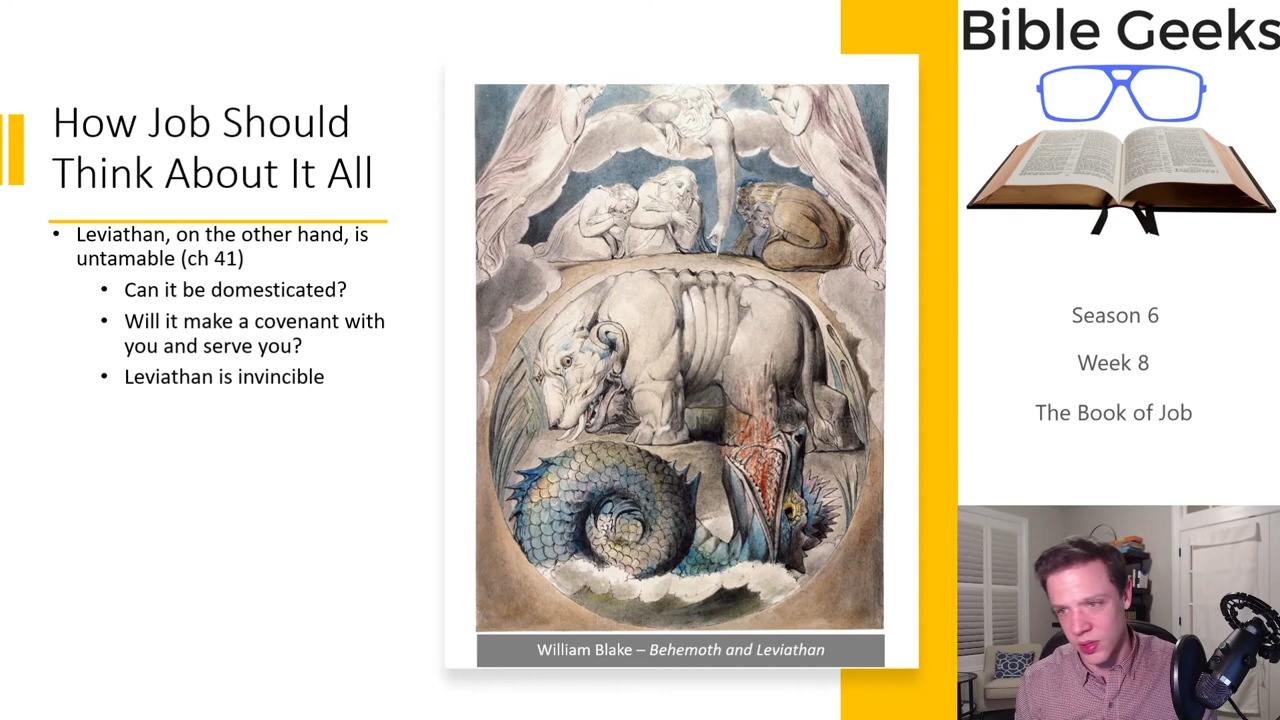 How Job Should
Think About It All
• Leviathan, on the other hand, is
untamable (ch 41)
• Can it be domesticated?
• Will it make a covenant with
you and serve you?
• Leviathan is invincible
William Blake – Behemoth and Leviathan
Bible Geeks
Season 6
Week 8
The Book of Job